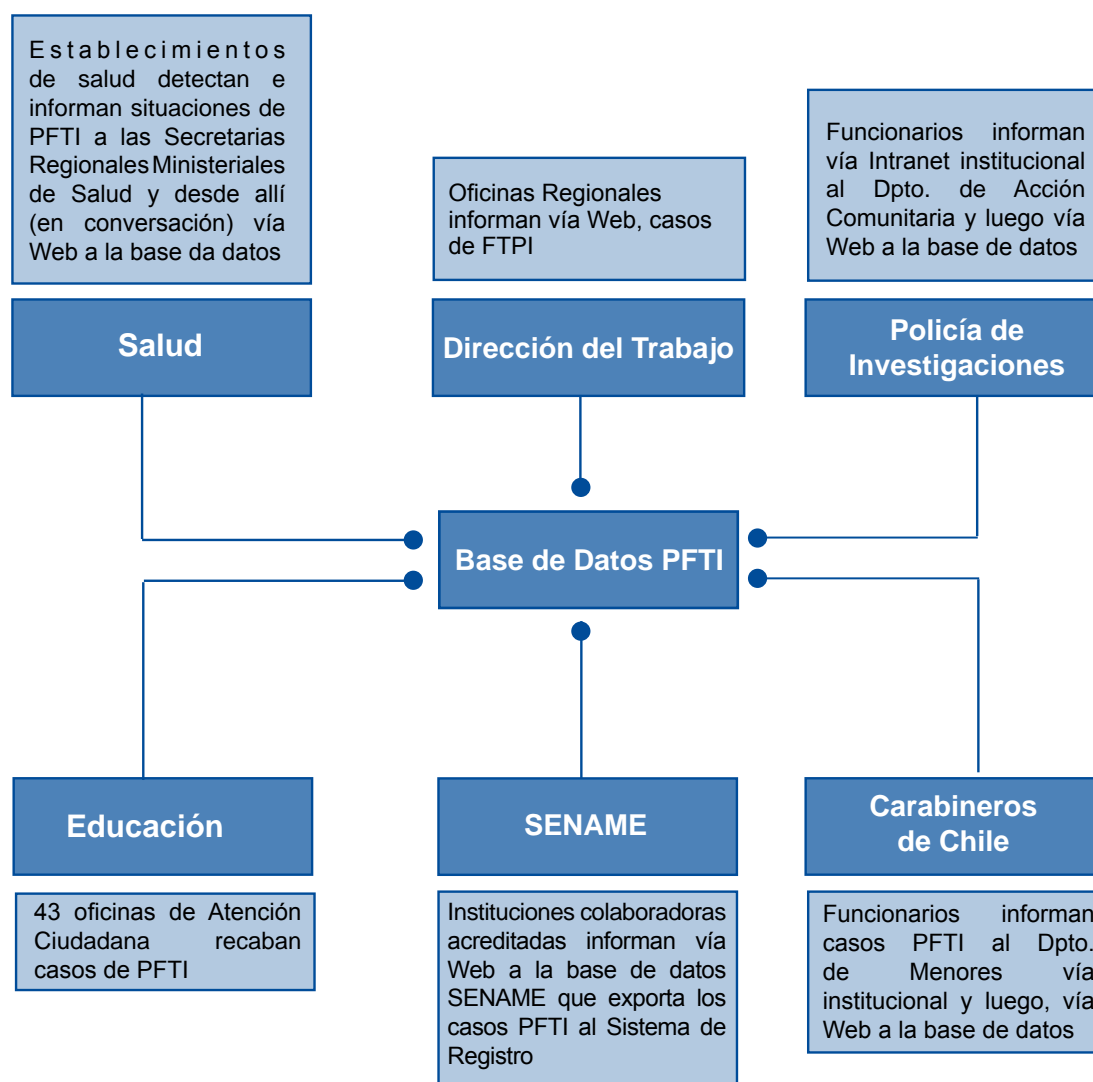 Establecimientos
de salud detectan e
informan situaciones de
PFTI a las Secretarias
Regionales Ministeriales
de Salud y desde allí
(en conversación) vía
Web a la base da datos
Salud
Oficinas Regionales
informan vía Web, casos
de FTPI
Dirección del Trabajo
Funcionarios informan
vía Intranet institucional
al Dpto. de Acción
Comunitaria y luego vía
Web a la base de datos
Policía de
Investigaciones
Base de Datos PFTI
Educación
43 oficinas de Atención
Ciudadana recaban
casos de PFTI
SENAME
Instituciones colaboradoras
acreditadas informan vía
Web a la base de datos
SENAME que exporta los
casos PFTI al Sistema de
Registro
Carabineros
de Chile
Funcionarios informan
casos PFTI al Dpto.
de Menores vía
institucional y luego, vía
Web a la base de datos